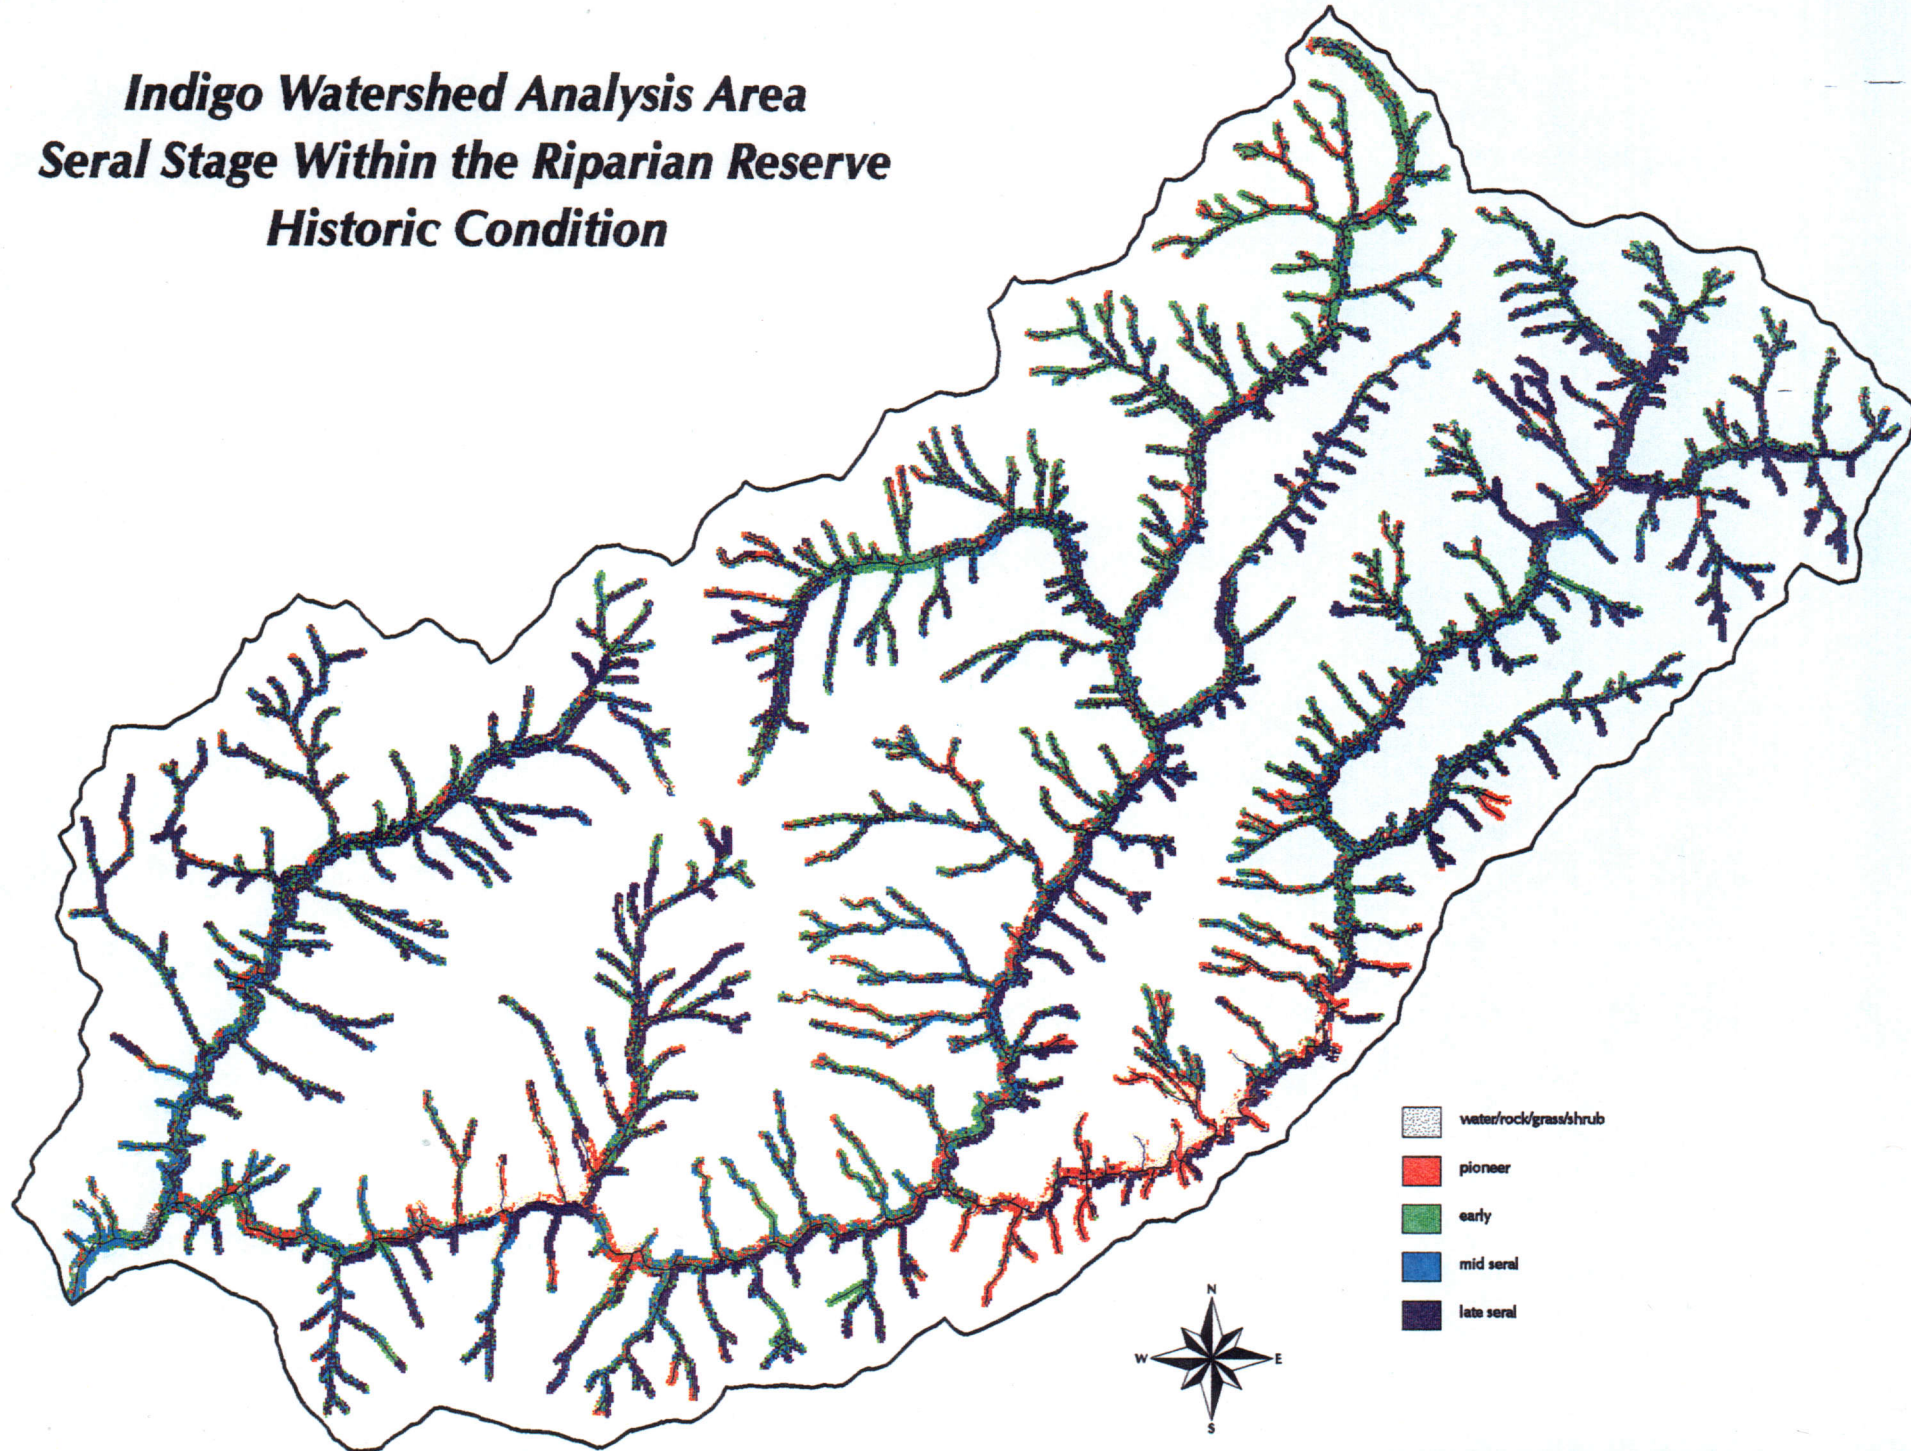 Indigo Watershed Analysis Area
Seral Stage Within the Riparian Reserve
Historic Condition
water/rock/grass/shrub
pioneer
early
mid seral
late seral
N
W E
S